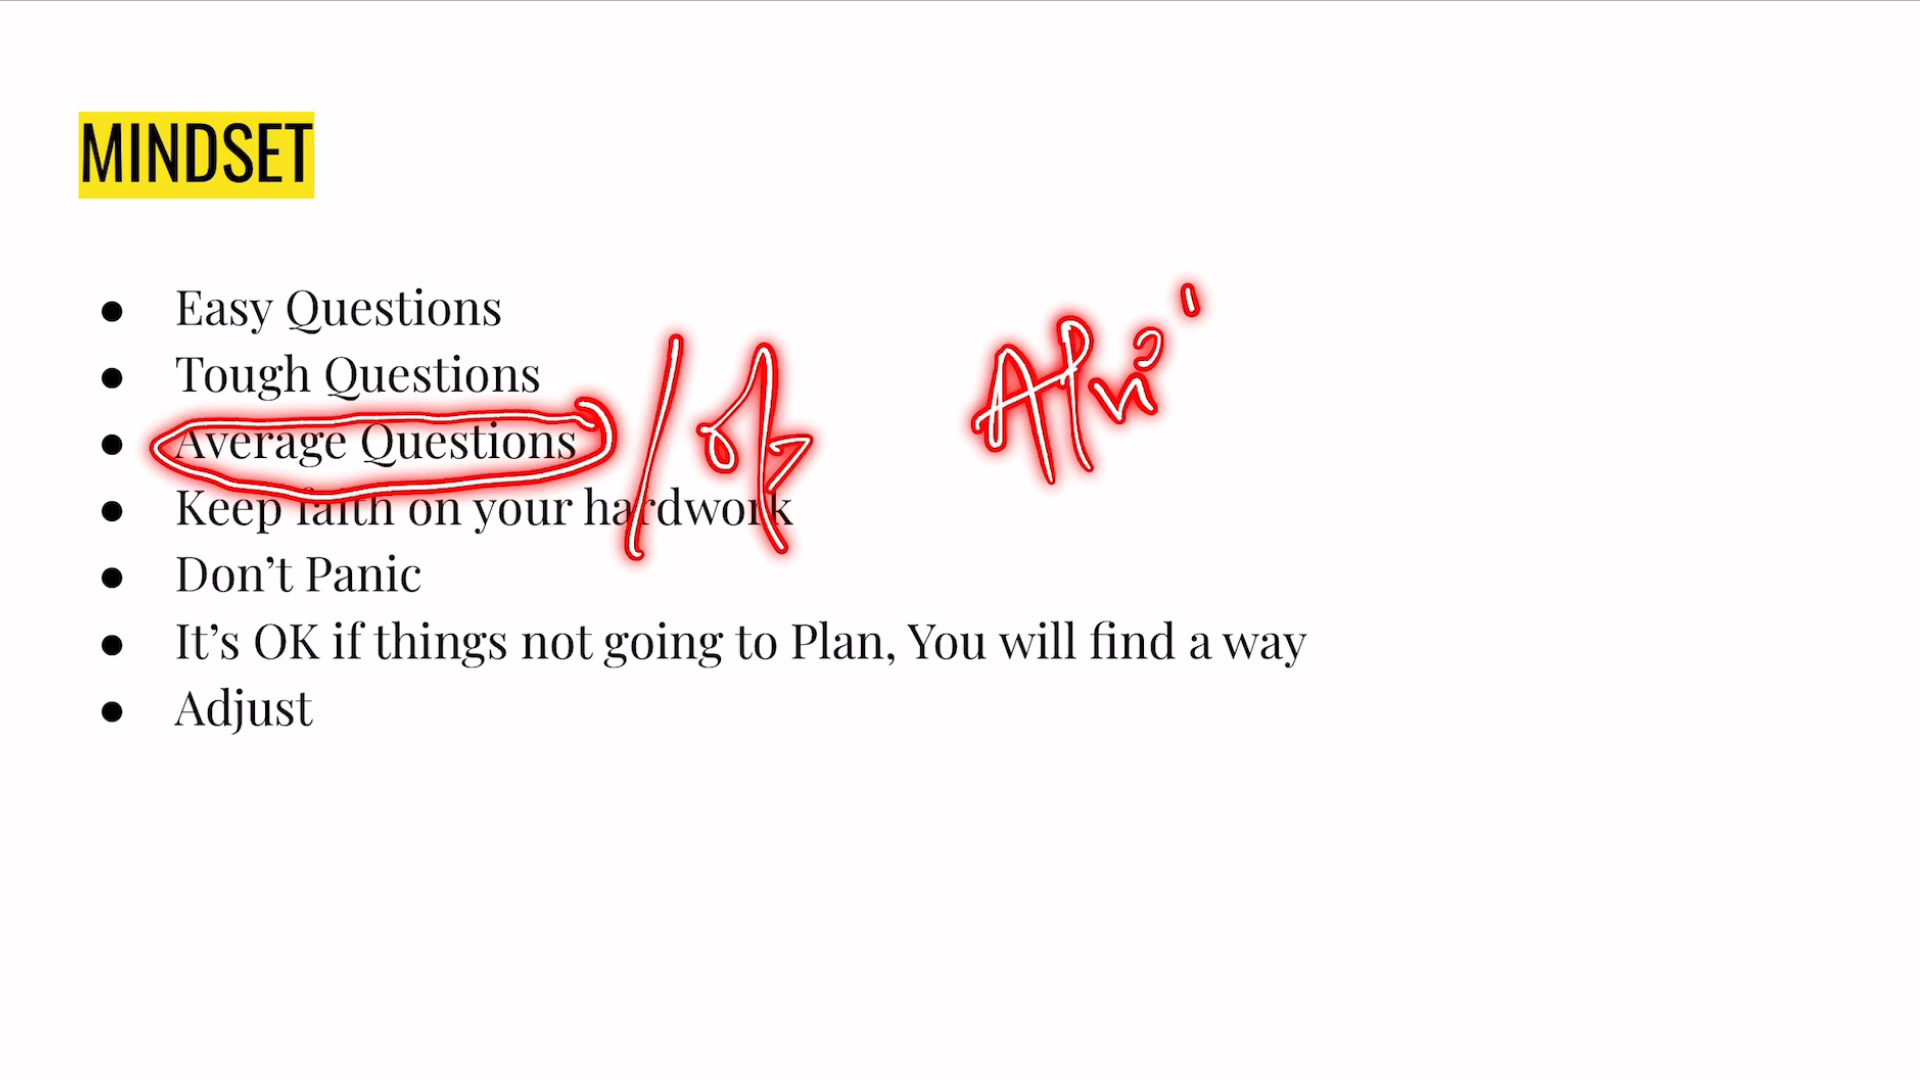 MINDSET
● Easy Questions
● Tough Questions
● Average Questions
● Keep faith on your hardwork
● Don’t Panic
● It’s OK if things not going to Plan, You will find a way
● Adjust